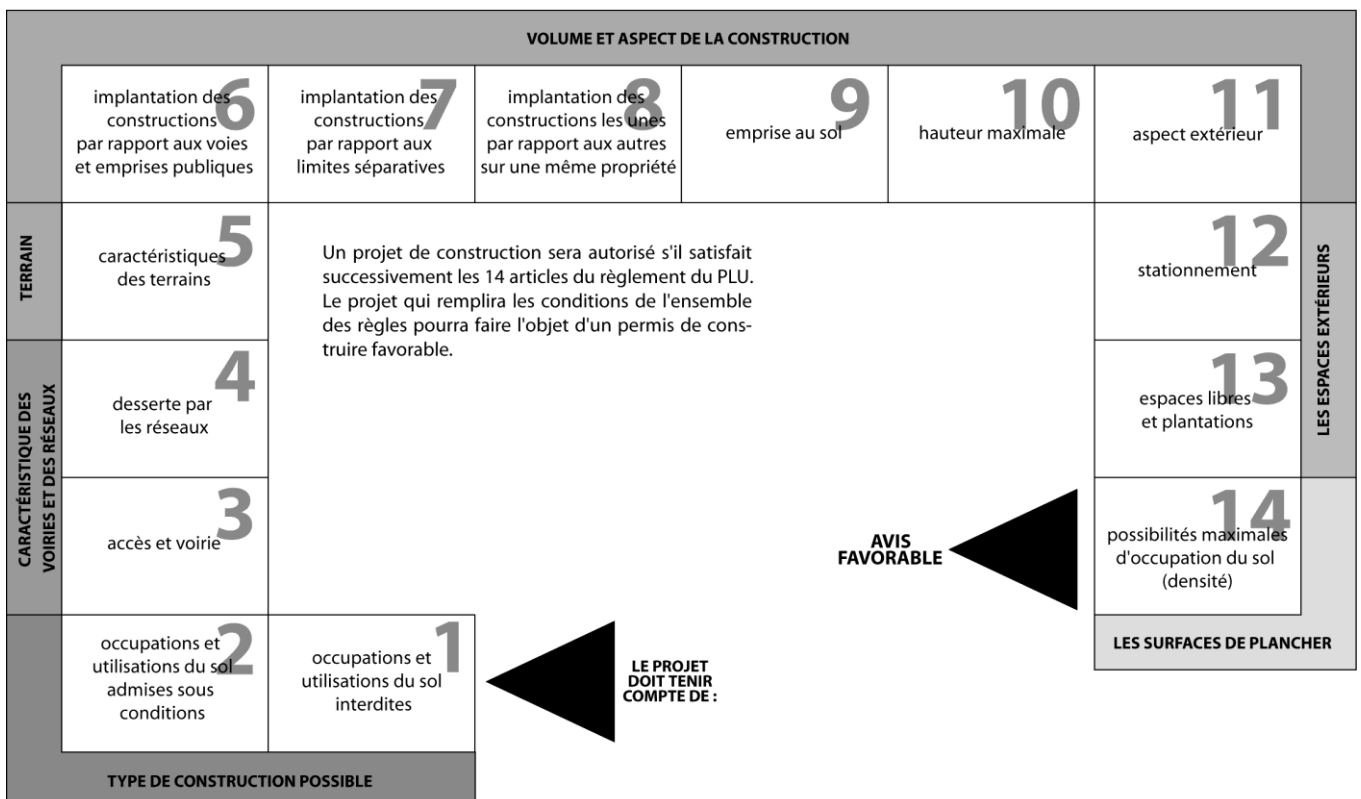 VOLUME ET ASPECT DE LA CONSTRUCTION
6
implantation des
constructions
par rapport aux voies
et emprises publiques
7
implantation des
constructions
par rapport aux
limites séparatives
8
implantation des
constructions les unes
par rapport aux autres
sur une même propriété
9
emprise au sol
10
hauteur maximale
11
aspect extérieur
TERRAIN
5
caractéristiques
des terrains
Un projet de construction sera autorisé s'il satisfait
successivement les 14 articles du règlement du PLU.
Le projet qui remplira les conditions de l'ensemble
des règles pourra faire l'objet d'un permis de cons-
truire favorable.
12
stationnement
LES ESPACES EXTÉRIEURS
CARACTÉRISTIQUE DES
VOIRIES ET DES RÉSEAUX
4
desserte par
les réseaux
13
espaces libres
et plantations
3
accès et voirie
AVIS
FAVORABLE
14
possibilités maximales
d'occupation du sol
(densité)
LES SURFACES DE PLANCHER
2
occupations et
utilisations du sol
admises sous
conditions
1
occupations et
utilisations du sol
interdites
LE PROJET
DOIT TENIR
COMPTE DE :
TYPE DE CONSTRUCTION POSSIBLE